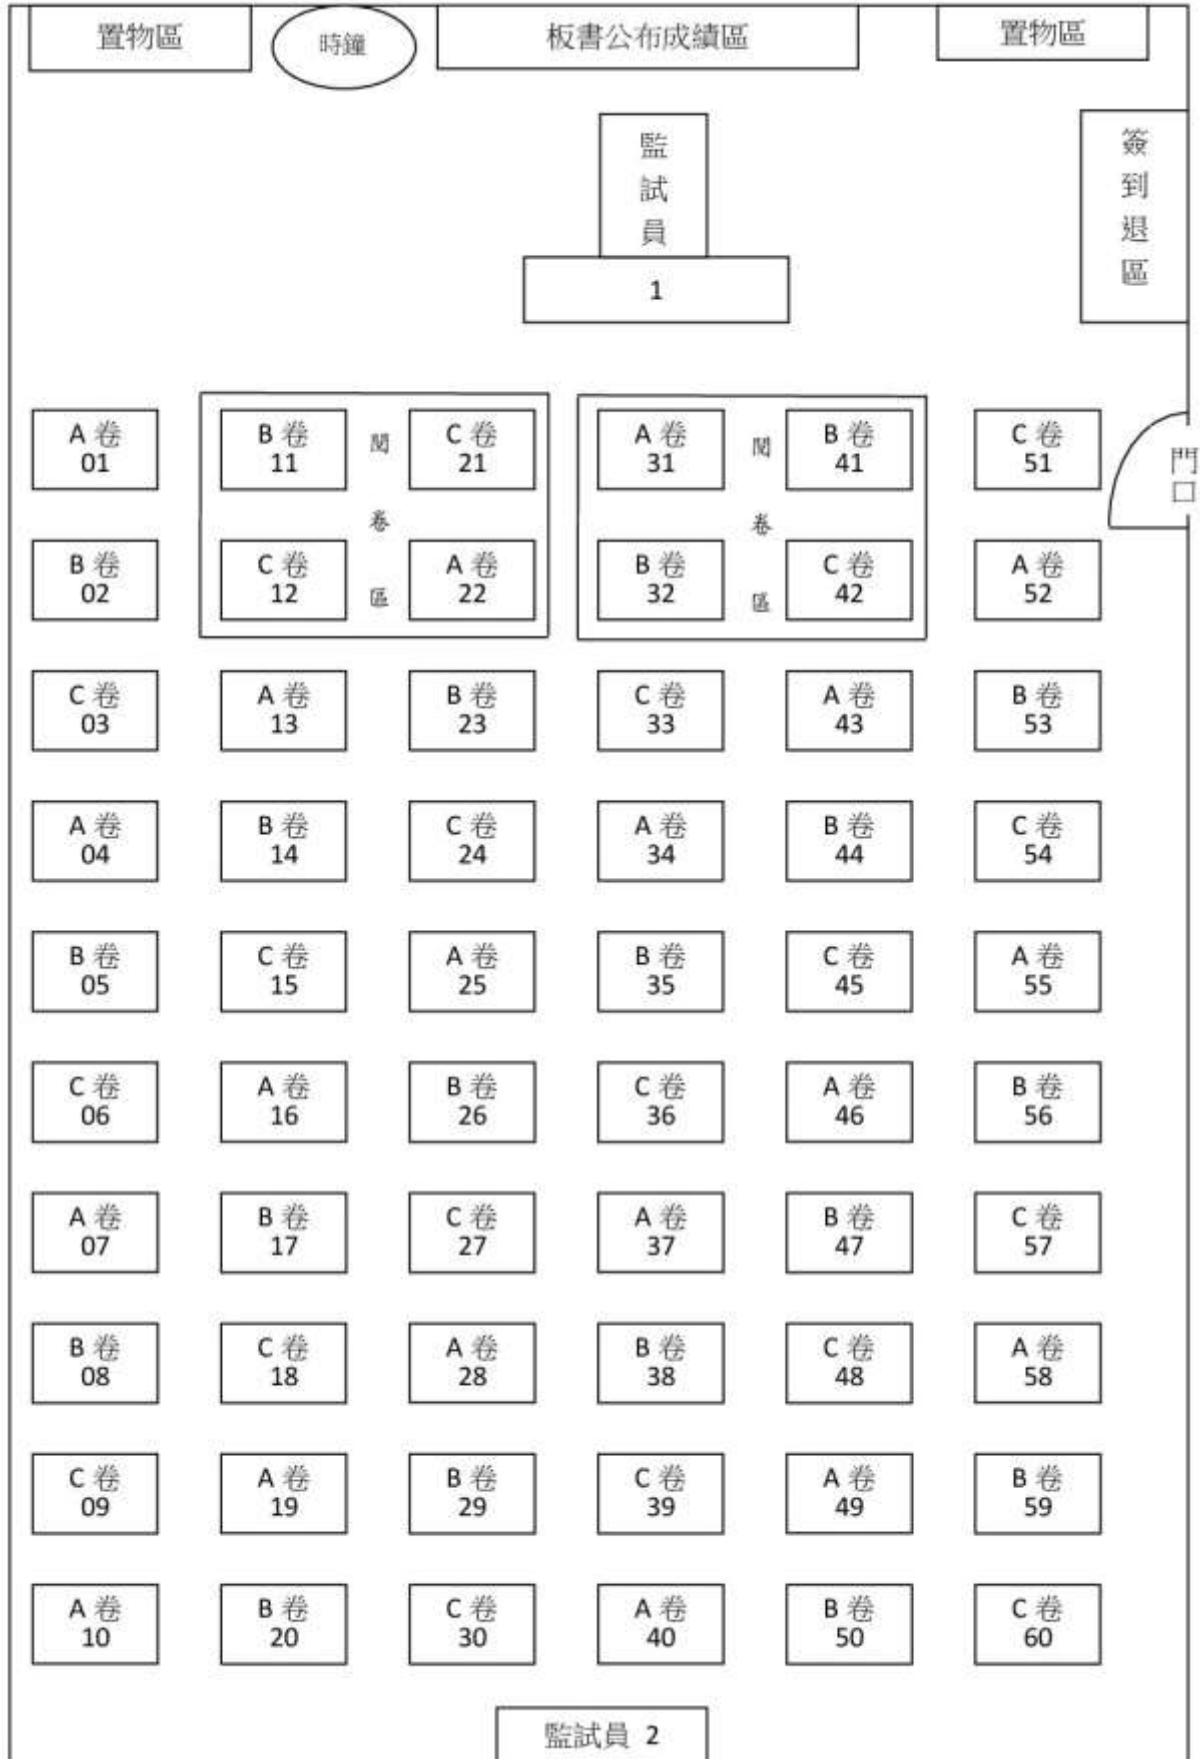 置物區
時鐘
板書公布成績區
置物區
監試員
1
簽到退區
A 卷
01
B 卷
11
閱卷區
C 卷
21
A 卷
31
閱卷區
B 卷
41
C 卷
51
門口
B 卷
02
C 卷
12
A 卷
22
B 卷
32
C 卷
42
A 卷
52
C 卷
03
A 卷
13
B 卷
23
C 卷
33
A 卷
43
B 卷
53
A 卷
04
B 卷
14
C 卷
24
A 卷
34
B 卷
44
C 卷
54
B 卷
05
C 卷
15
A 卷
25
B 卷
35
C 卷
45
A 卷
55
C 卷
06
A 卷
16
B 卷
26
C 卷
36
A 卷
46
B 卷
56
A 卷
07
B 卷
17
C 卷
27
A 卷
37
B 卷
47
C 卷
57
B 卷
08
C 卷
18
A 卷
28
B 卷
38
C 卷
48
A 卷
58
C 卷
09
A 卷
19
B 卷
29
C 卷
39
A 卷
49
B 卷
59
A 卷
10
B 卷
20
C 卷
30
A 卷
40
B 卷
50
C 卷
60
監試員 2